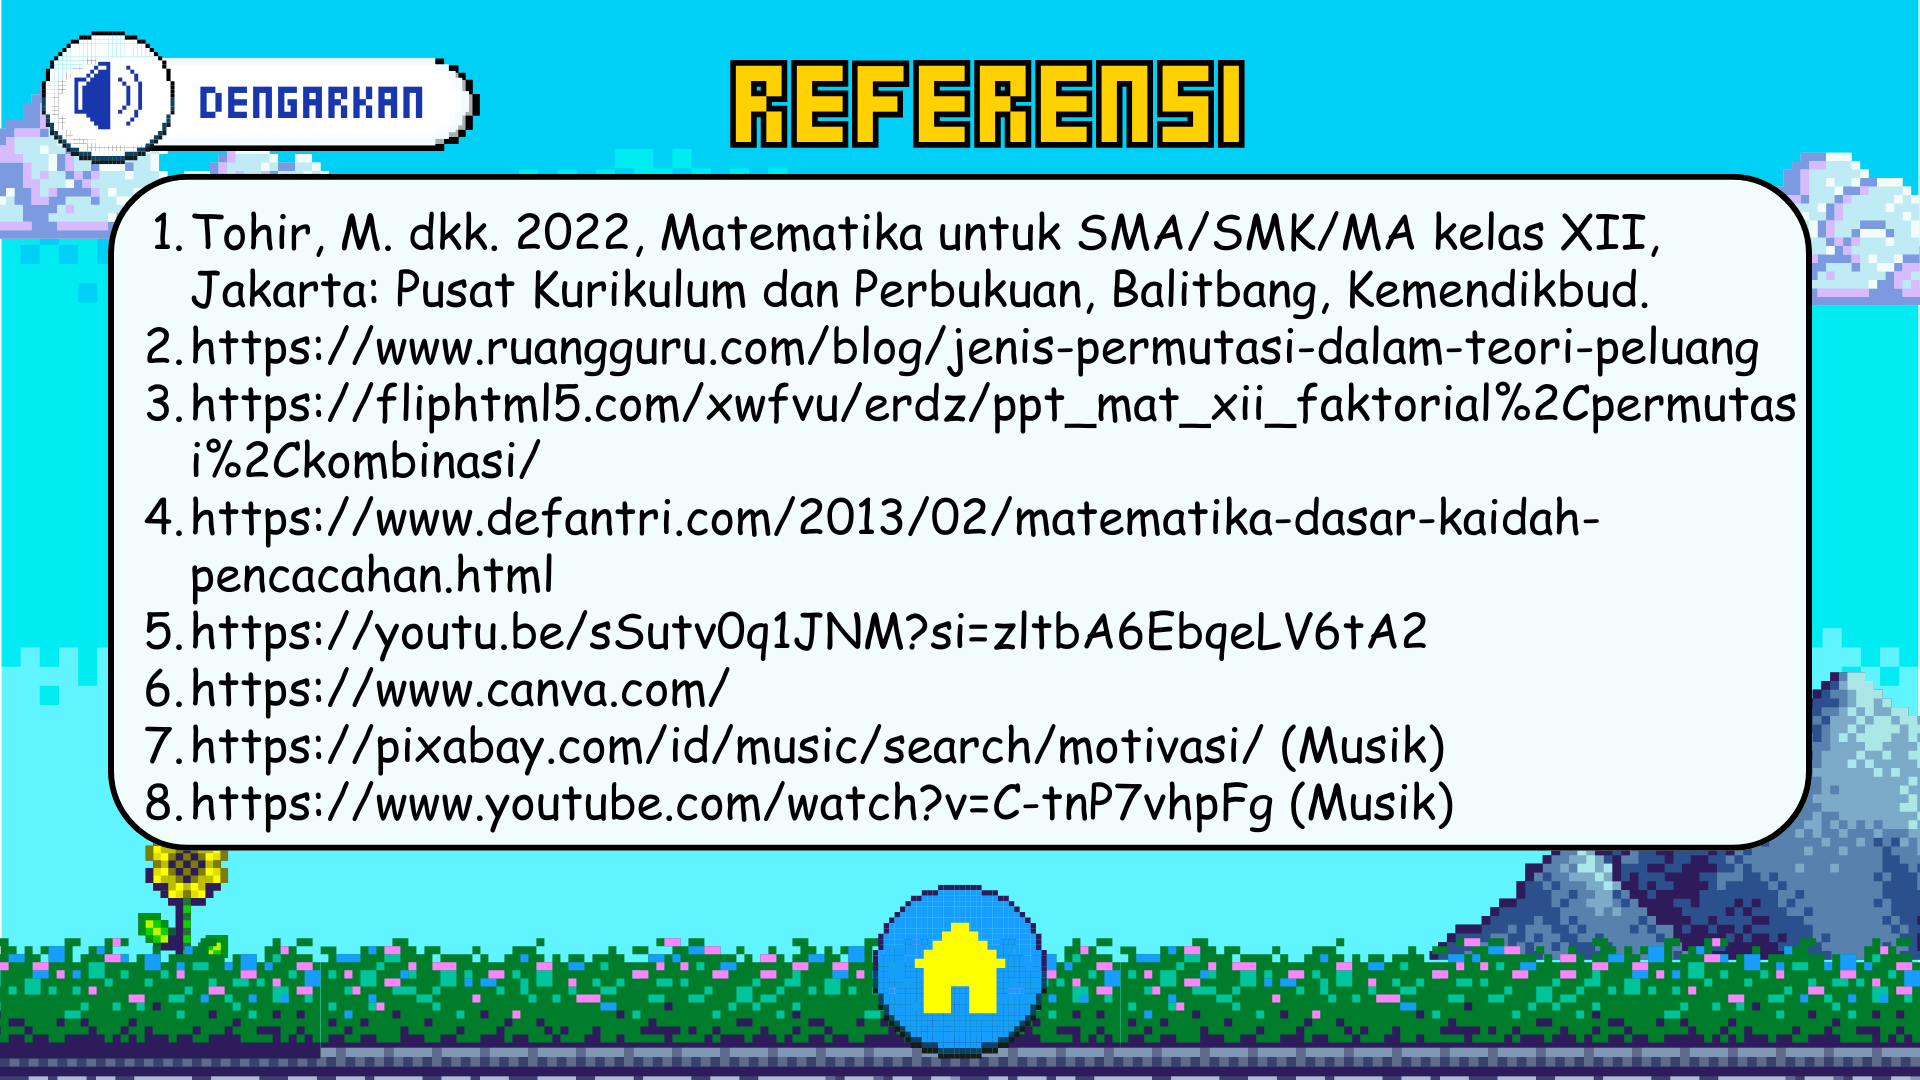 DENGARKAN
REFERENSI
1. Tohir, M. dkk. 2022, Matematika untuk SMA/SMK/MA kelas XII,
Jakarta: Pusat Kurikulum dan Perbukuan, Balitbang, Kemendikbud.
2. https://www.ruangguru.com/blog/jenis-permutasi-dalam-teori-peluang
3. https://fliphtml5.com/xwfvu/erdz/ppt_mat_xii_faktorial%2Cpermutas
i%2Ckombinasi/
4. https://www.defantri.com/2013/02/matematika-dasar-kaidah-
pencacahan.html
5. https://youtu.be/sSutv0q1JNM?si=zltbA6EbqeLV6tA2
6. https://www.canva.com/
7. https://pixabay.com/id/music/search/motivasi/ (Musik)
8. https://www.youtube.com/watch?v=C-tnP7vhpFg (Musik)